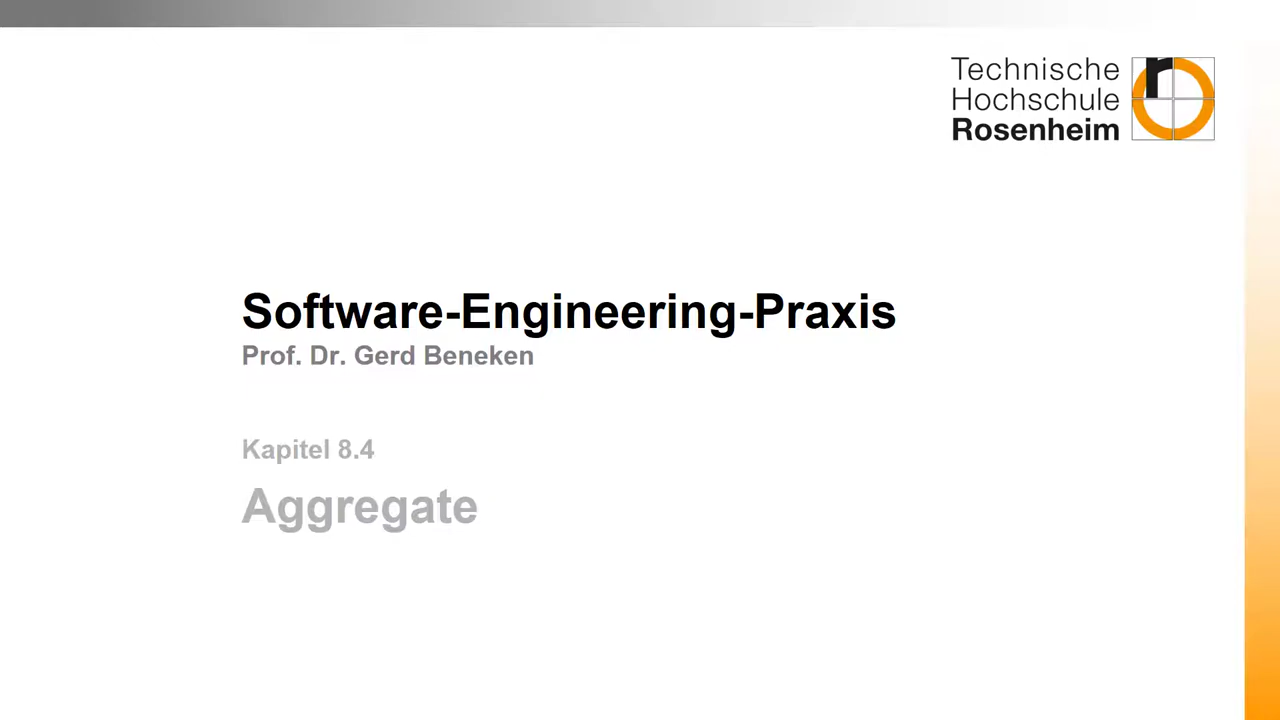 Technische
Hochschule
Rosenheim
Software-Engineering-Praxis
Prof. Dr. Gerd Beneken
Kapitel 8.4
Aggregate